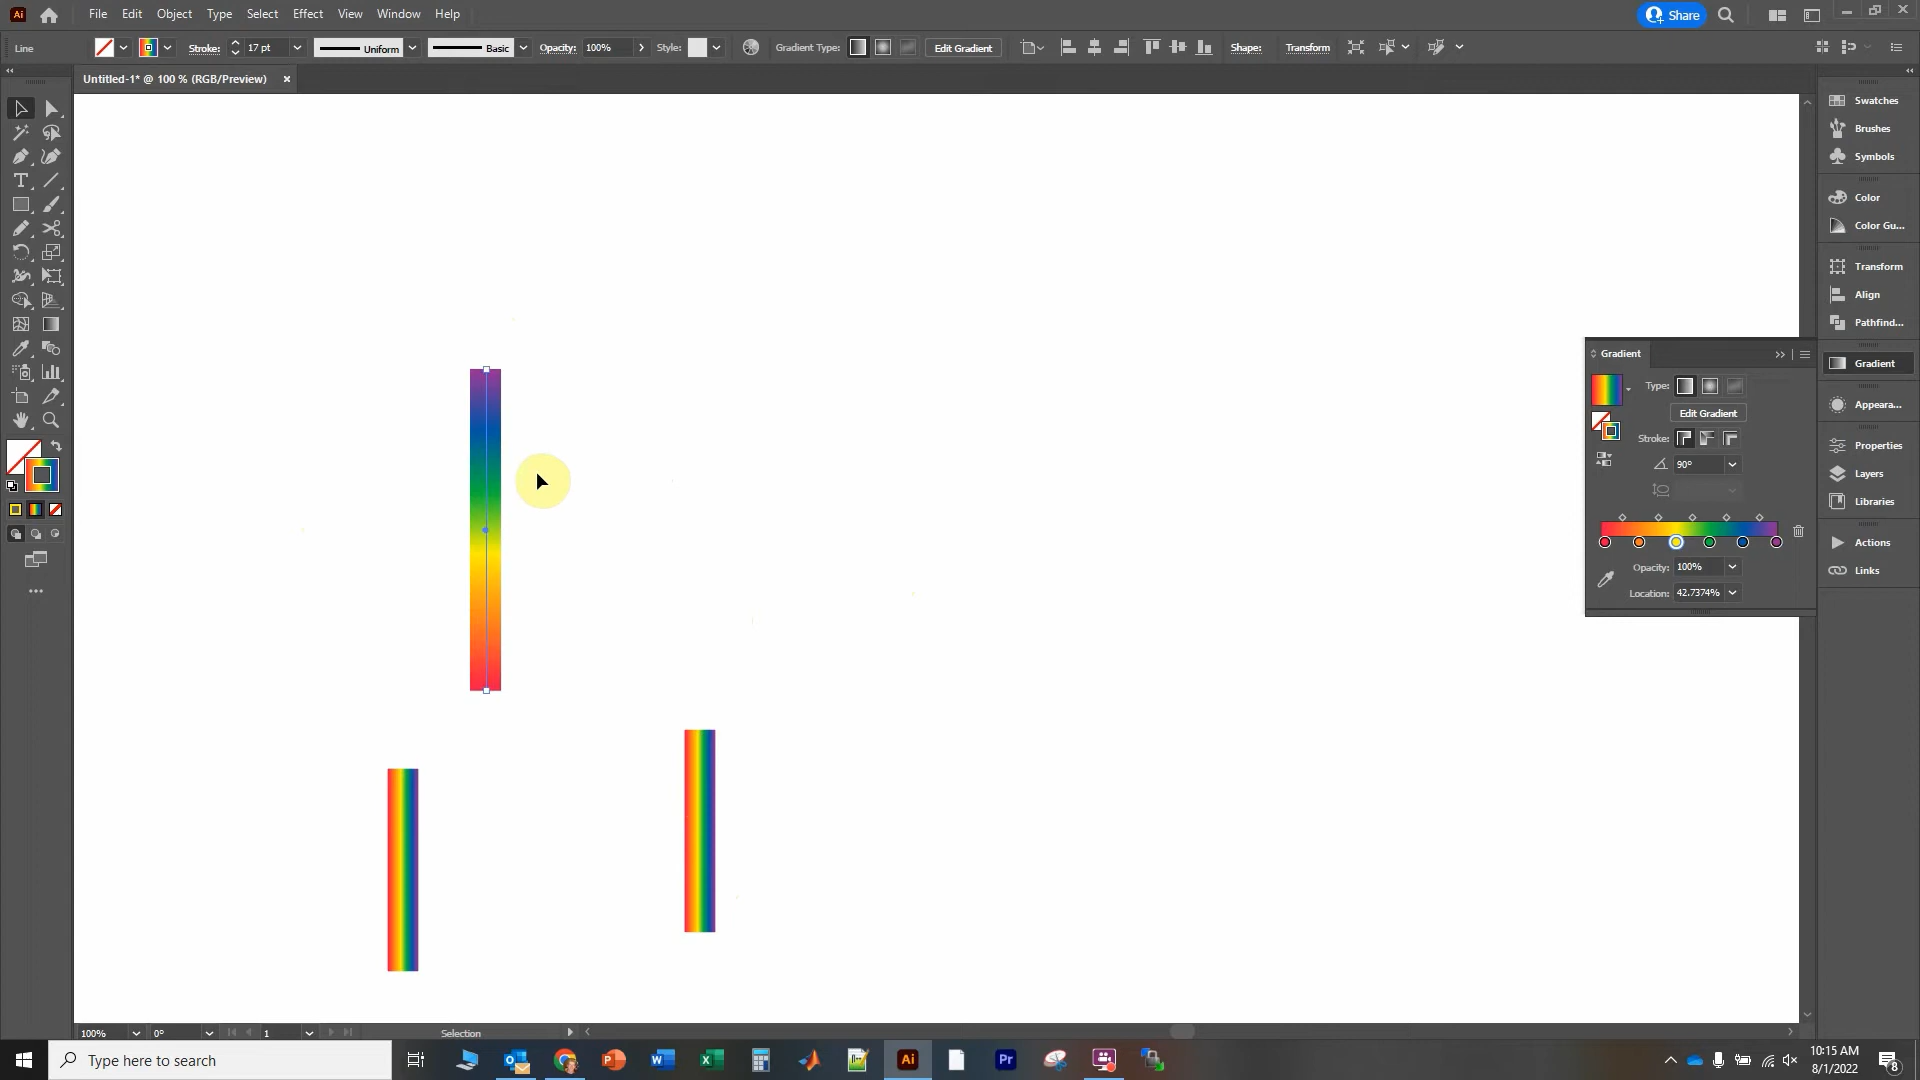 Ai File Edit Object Type Select Effect View Window Help Share
Line Stroke: 17 pt Uniform Basic Opacity: 100% Style: Gradient Type: Edit Gradient Shape: Transform
Untitled-1* @ 100 % (RGB/Preview) ×
Swatches
Brushes
Symbols
Color
Color Gu...
Transform
Align
Pathfind...
Gradient
Appeara...
Properties
Layers
Libraries
Actions
Links
Gradient
Type:
Edit Gradient
Stroke:
90°
Opacity: 100%
Location: 42.7374%
100% 0° 1 Selection
Type here to search
Ai Pr
10:15 AM
8/1/2022
8